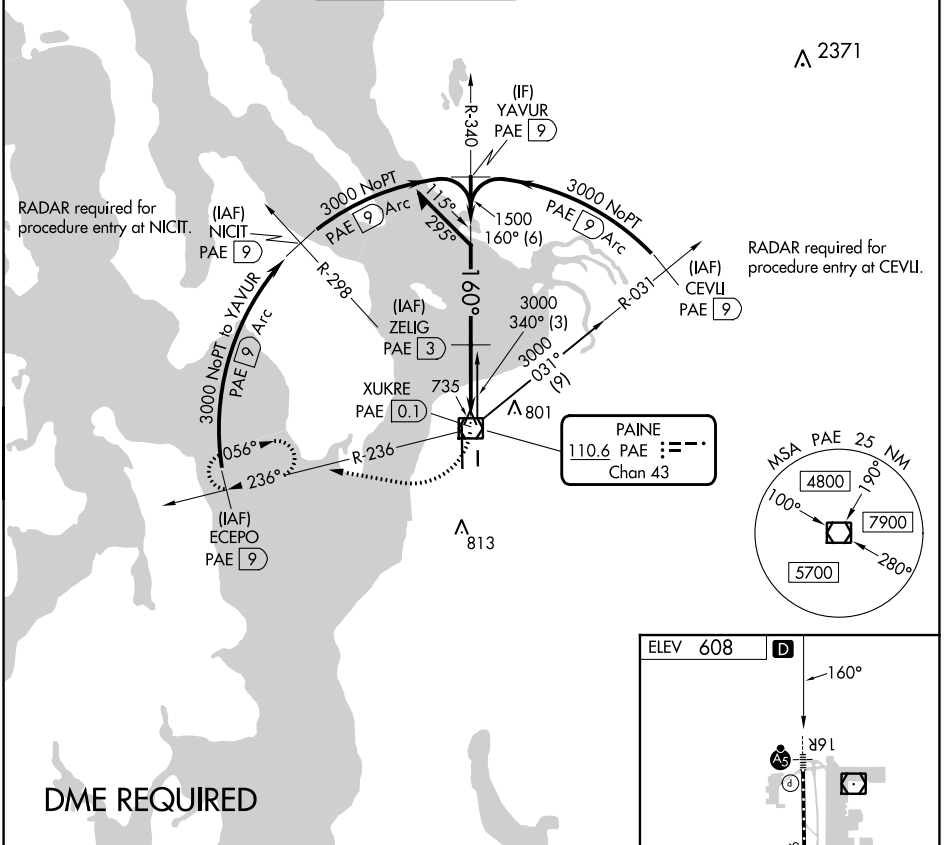 2371
(IF)
YAVUR
PAE 9
R-340
3000 NoPT
PAE 9 Arc
115°
295°
1500
160° (6)
3000 NoPT
PAE 9 Arc
RADAR required for
procedure entry at NICIT.
(IAF)
NICIT
PAE 9
R-298
RADAR required for
procedure entry at CEVLI.
(IAF)
CEVLI
PAE 9
R-031
3000 NoPT to YAVUR
PAE 9 Arc
160°
(IAF)
ZELIG
PAE 3
3000
340° (3)
3000
031°
(9)
XUKRE
PAE 0.1
735
801
PAINE
110.6 PAE
Chan 43
R-236
056°
236°
(IAF)
ECEPO
PAE 9
813
MSA PAE 25 NM
4800
190°
100°
7900
280°
5700
ELEV 608
D
160°
16R
A5
P
DME REQUIRED